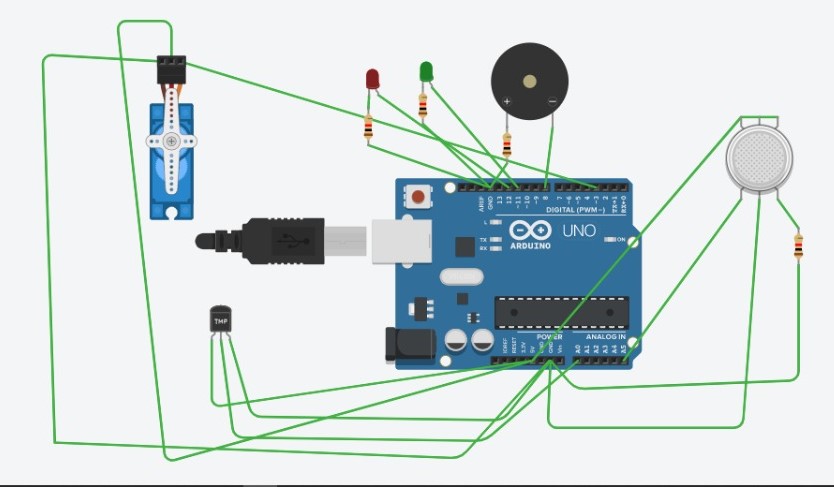 + −
AREF
GND
13
12
~11
~10
~9
8
7
~6
~5
4
~3
2
TX→1
RX←0
DIGITAL (PWM~)
L
TX
RX
ARDUINO
UNO
ON
TMP
POWER
ANALOG IN
IOREF
RESET
3.3V
5V
GND
GND
Vin
A0
A1
A2
A3
A4
A5